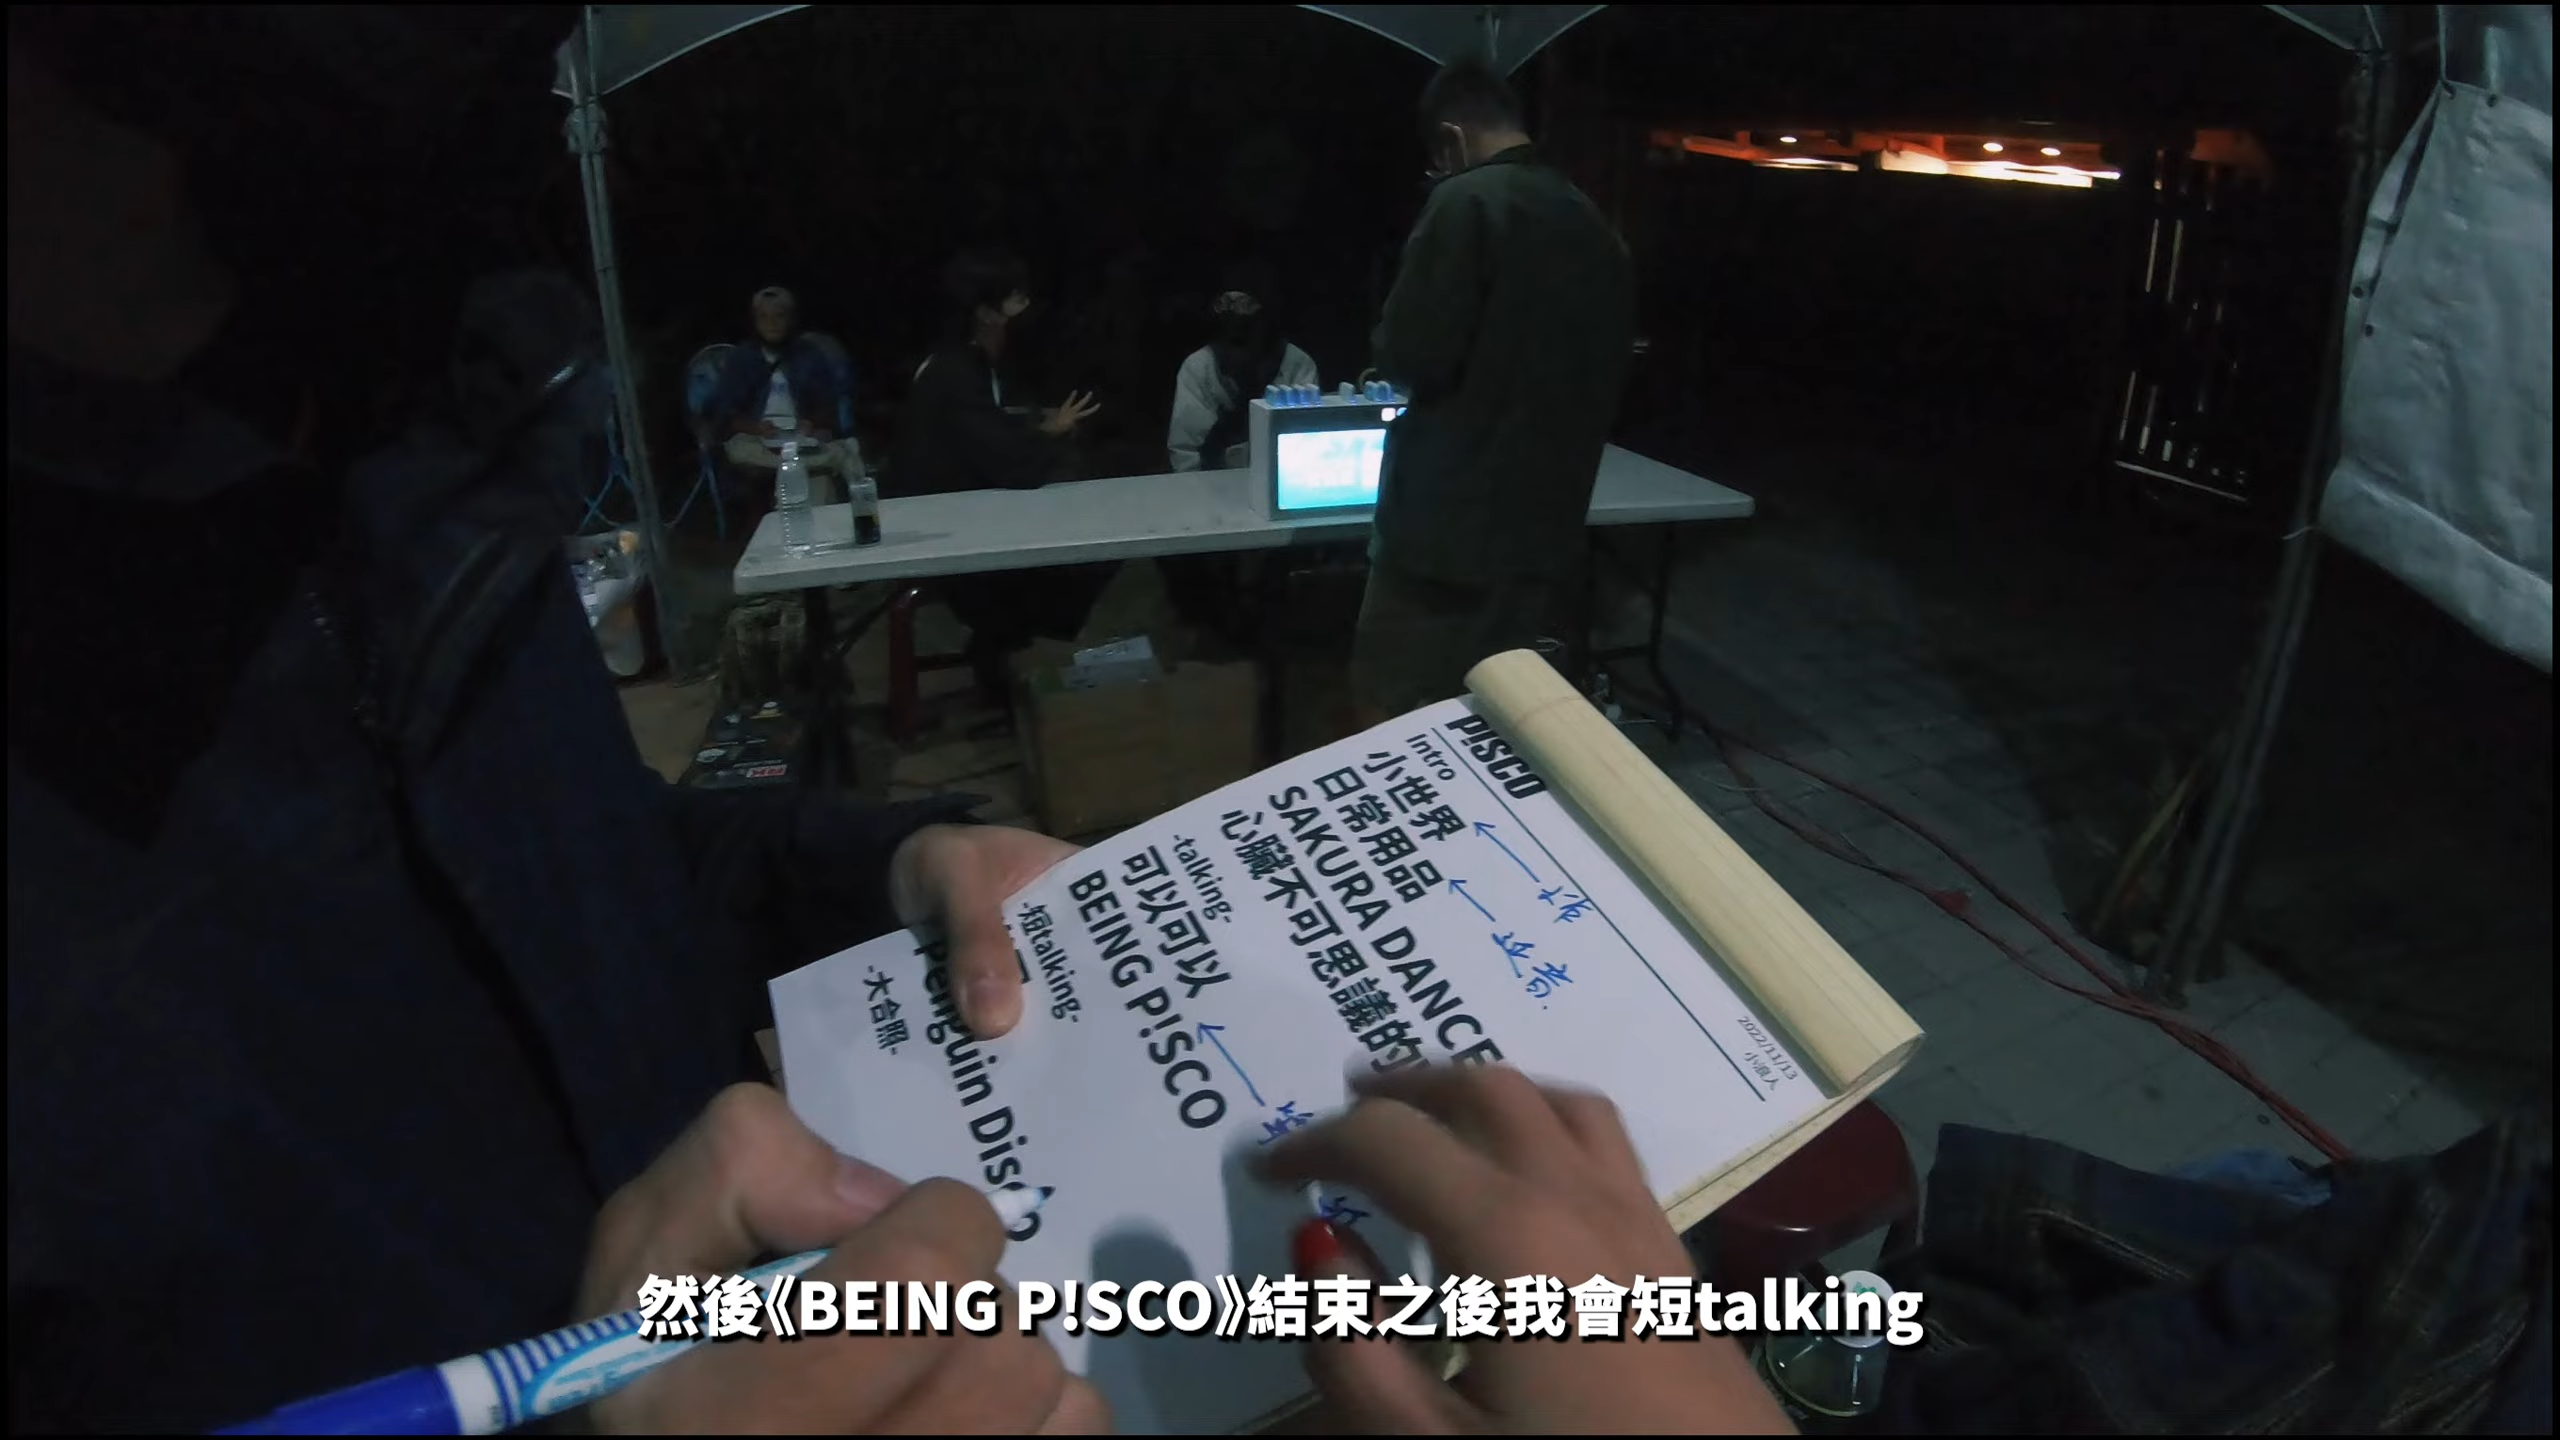 P!SCO
2022/11/13
小浪人
Intro
小世界
日常用品
SAKURA DANCE
心臟不可思議的
-talking-
可以可以
BEING P!SCO
-短talking-
Penguin Disco
-大合照-
然後《BEING P!SCO》結束之後我會短talking